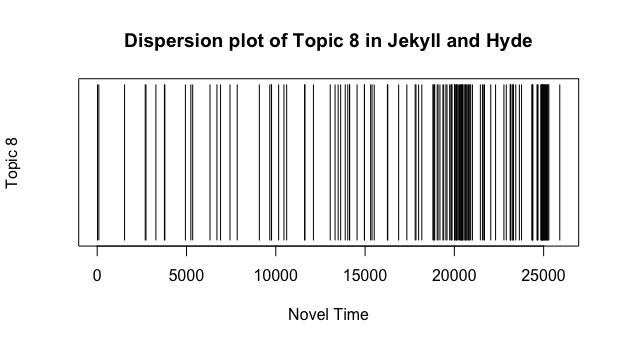 Dispersion plot of Topic 8 in Jekyll and Hyde
Topic 8
0 5000 10000 15000 20000 25000
Novel Time